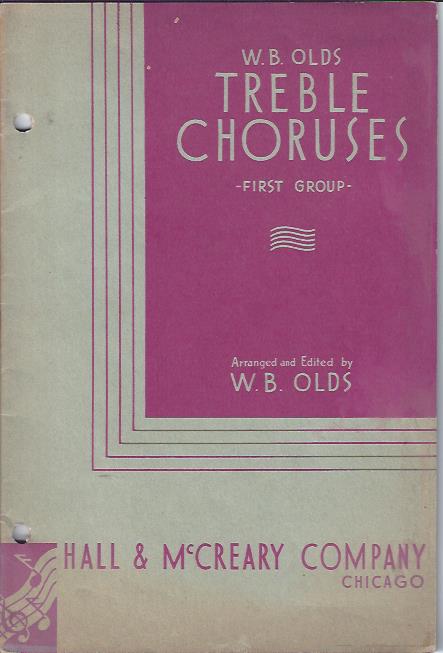 W. B. OLDS
TREBLE
CHORUSES
-FIRST GROUP-
Arranged and Edited by
W. B. OLDS
HALL & McCREARY COMPANY
CHICAGO